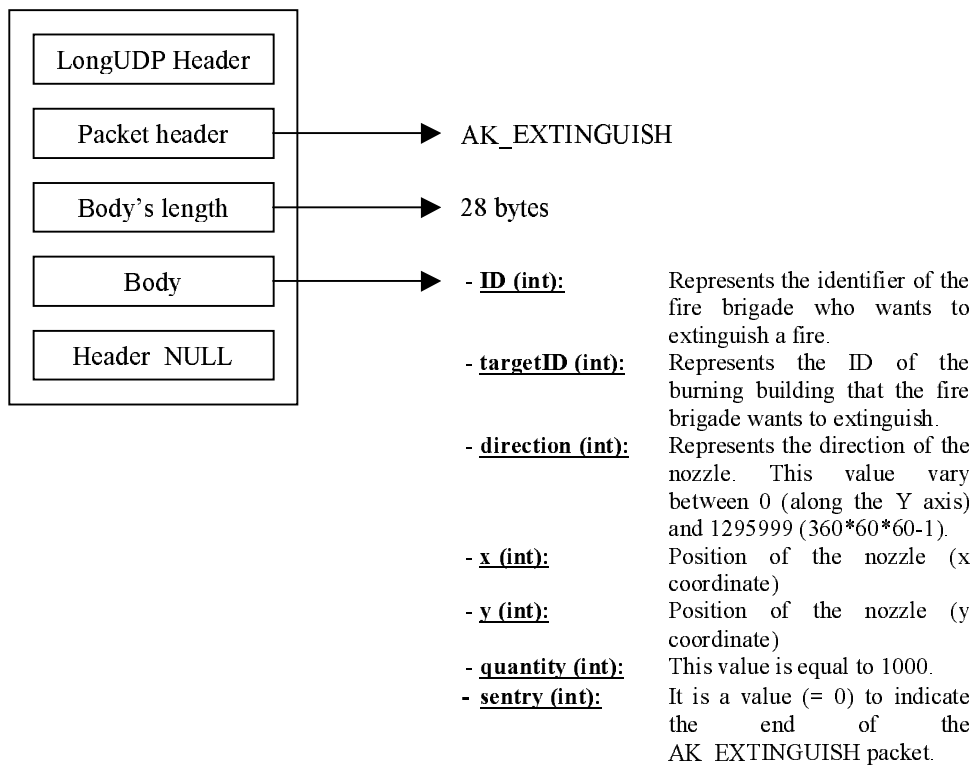 LongUDP Header
Packet header
AK_EXTINGUISH
Body's length
28 bytes
Body
Header NULL
- ID (int): Represents the identifier of the
fire brigade who wants to
extinguish a fire.
- targetID (int): Represents the ID of the
burning building that the fire
brigade wants to extinguish.
- direction (int): Represents the direction of the
nozzle. This value vary
between 0 (along the Y axis)
and 1295999 (360*60*60-1).
- x (int): Position of the nozzle (x
coordinate)
- y (int): Position of the nozzle (y
coordinate)
- quantity (int): This value is equal to 1000.
- sentry (int): It is a value (= 0) to indicate
the end of the
AK_EXTINGUISH packet.